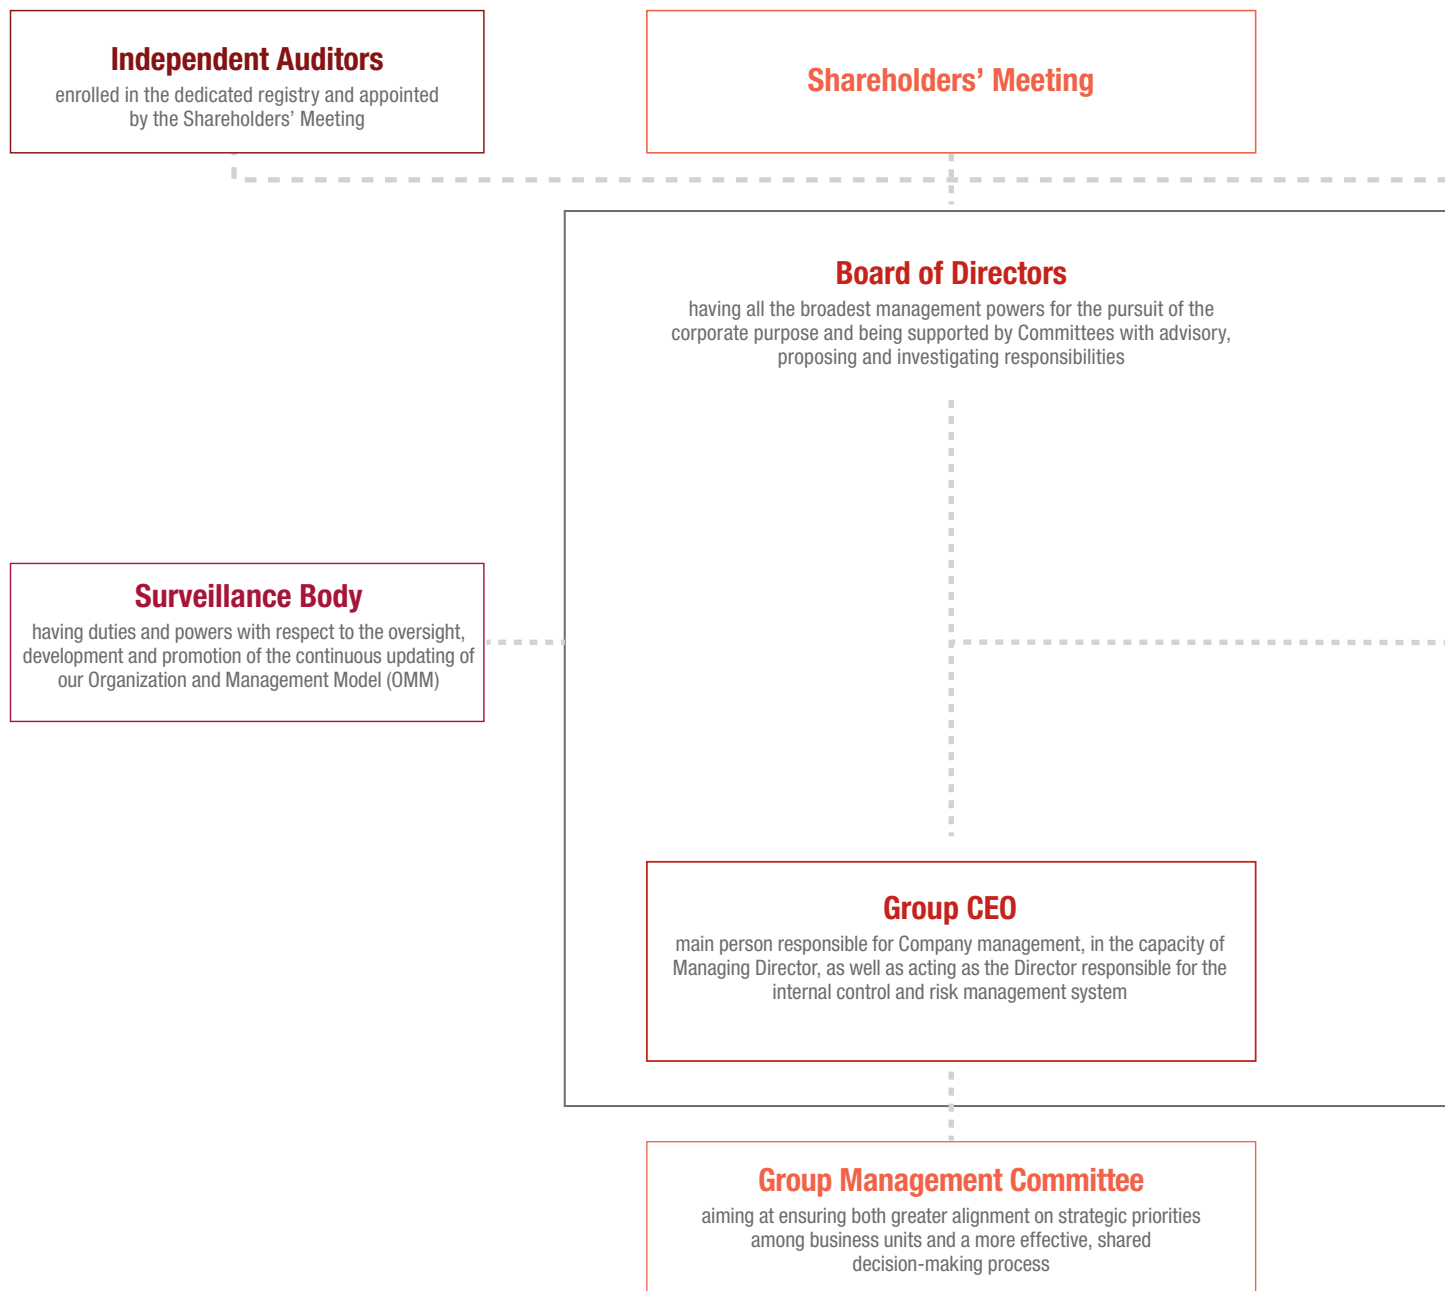 Independent Auditors
enrolled in the dedicated registry and appointed
by the Shareholders’ Meeting
Shareholders’ Meeting
Board of Directors
having all the broadest management powers for the pursuit of the
corporate purpose and being supported by Committees with advisory,
proposing and investigating responsibilities
Surveillance Body
having duties and powers with respect to the oversight,
development and promotion of the continuous updating of
our Organization and Management Model (OMM)
Group CEO
main person responsible for Company management, in the capacity of
Managing Director, as well as acting as the Director responsible for the
internal control and risk management system
Group Management Committee
aiming at ensuring both greater alignment on strategic priorities
among business units and a more effective, shared
decision-making process